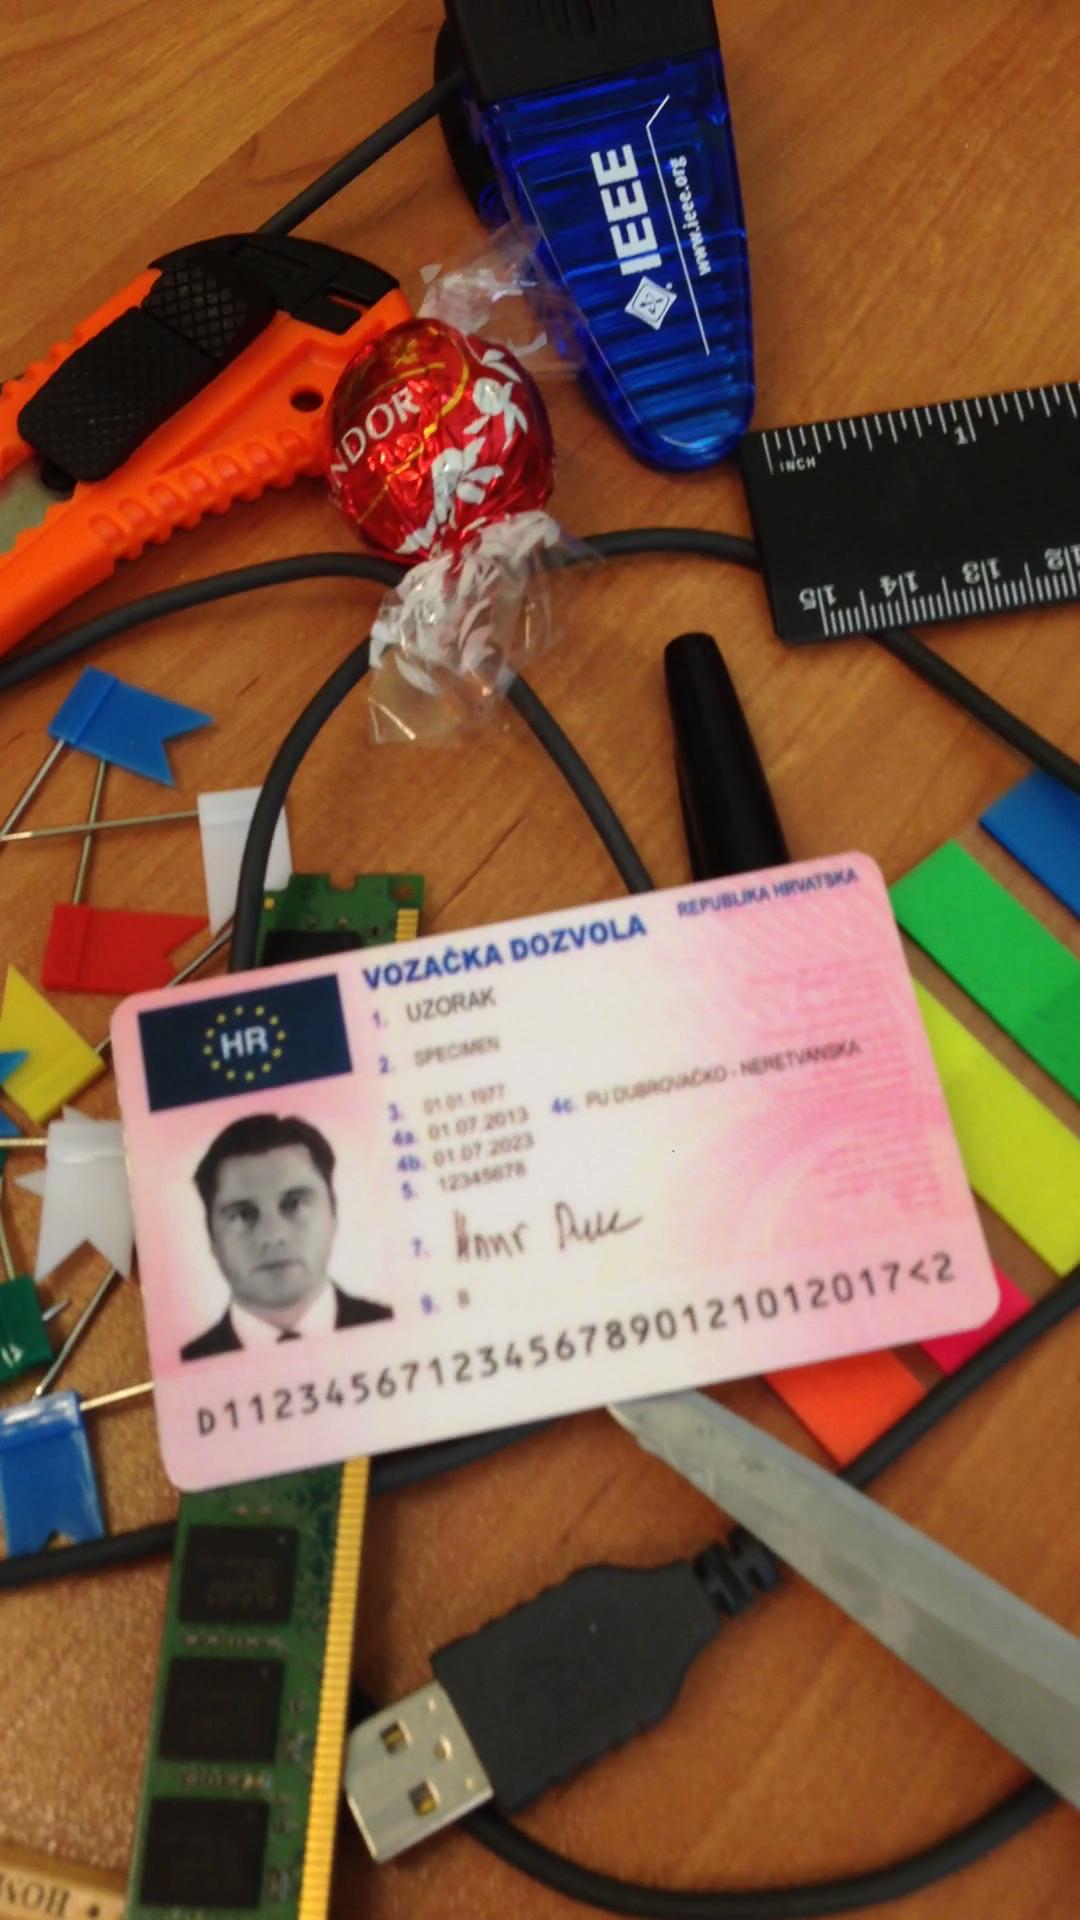 IEEE
www.ieee.org
NDOR
1
INCH
15 14 13 12
VOZAČKA DOZVOLA
REPUBLIKA HRVATSKA
HR
1. UZORAK
2. SPECIMEN
3. 01.01.1977
4a. 01.07.2013 4c. PU DUBROVAČKO - NERETVANSKA
4b. 01.07.2023
5. 12345678
7.
9. B
D112345671234567890121012017<2